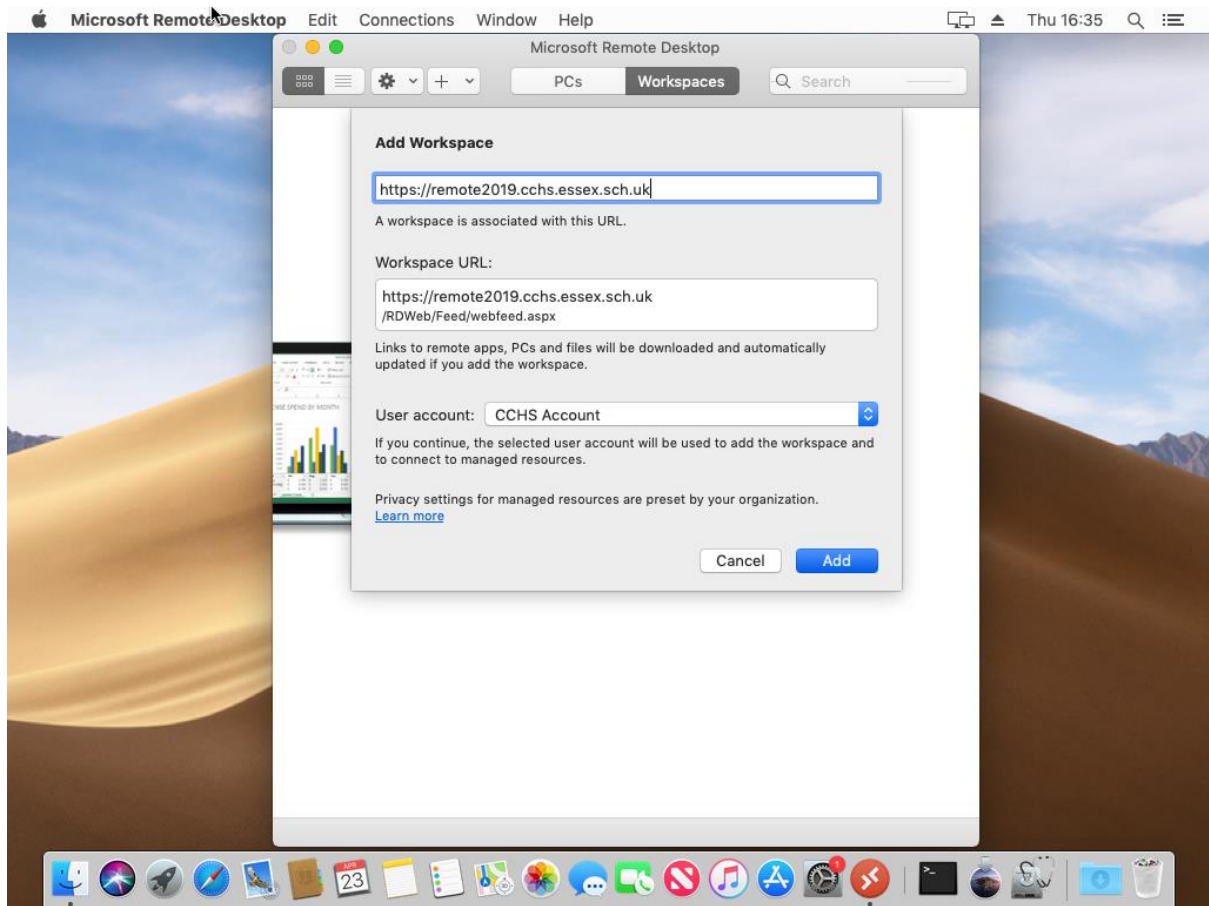 Microsoft Remote Desktop Edit Connections Window Help Thu 16:35
Microsoft Remote Desktop
PCs Workspaces Search
Add Workspace
https://remote2019.cchs.essex.sch.uk
A workspace is associated with this URL.
Workspace URL:
https://remote2019.cchs.essex.sch.uk
/RDWeb/Feed/webfeed.aspx
Links to remote apps, PCs and files will be downloaded and automatically
updated if you add the workspace.
User account: CCHS Account
If you continue, the selected user account will be used to add the workspace and
to connect to managed resources.
Privacy settings for managed resources are preset by your organization.
Learn more
Cancel Add
ENSE SPEND BY MONTH
APR
23
1